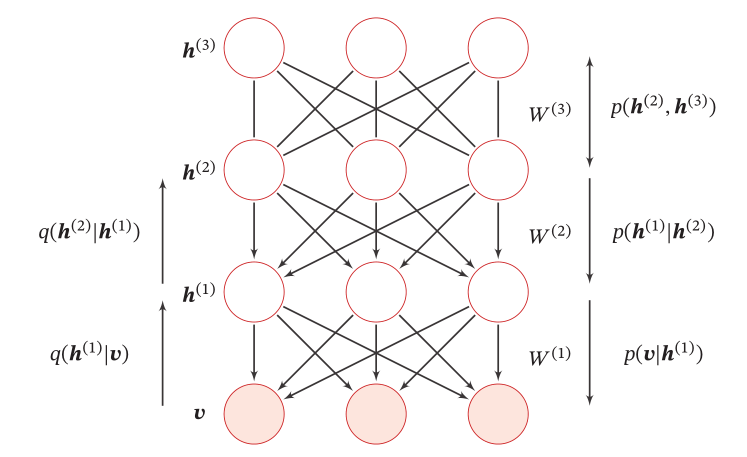 h^(3)
W^(3) p(h^(2), h^(3))
h^(2)
q(h^(2)|h^(1)) W^(2) p(h^(1)|h^(2))
h^(1)
q(h^(1)|v) W^(1) p(v|h^(1))
v